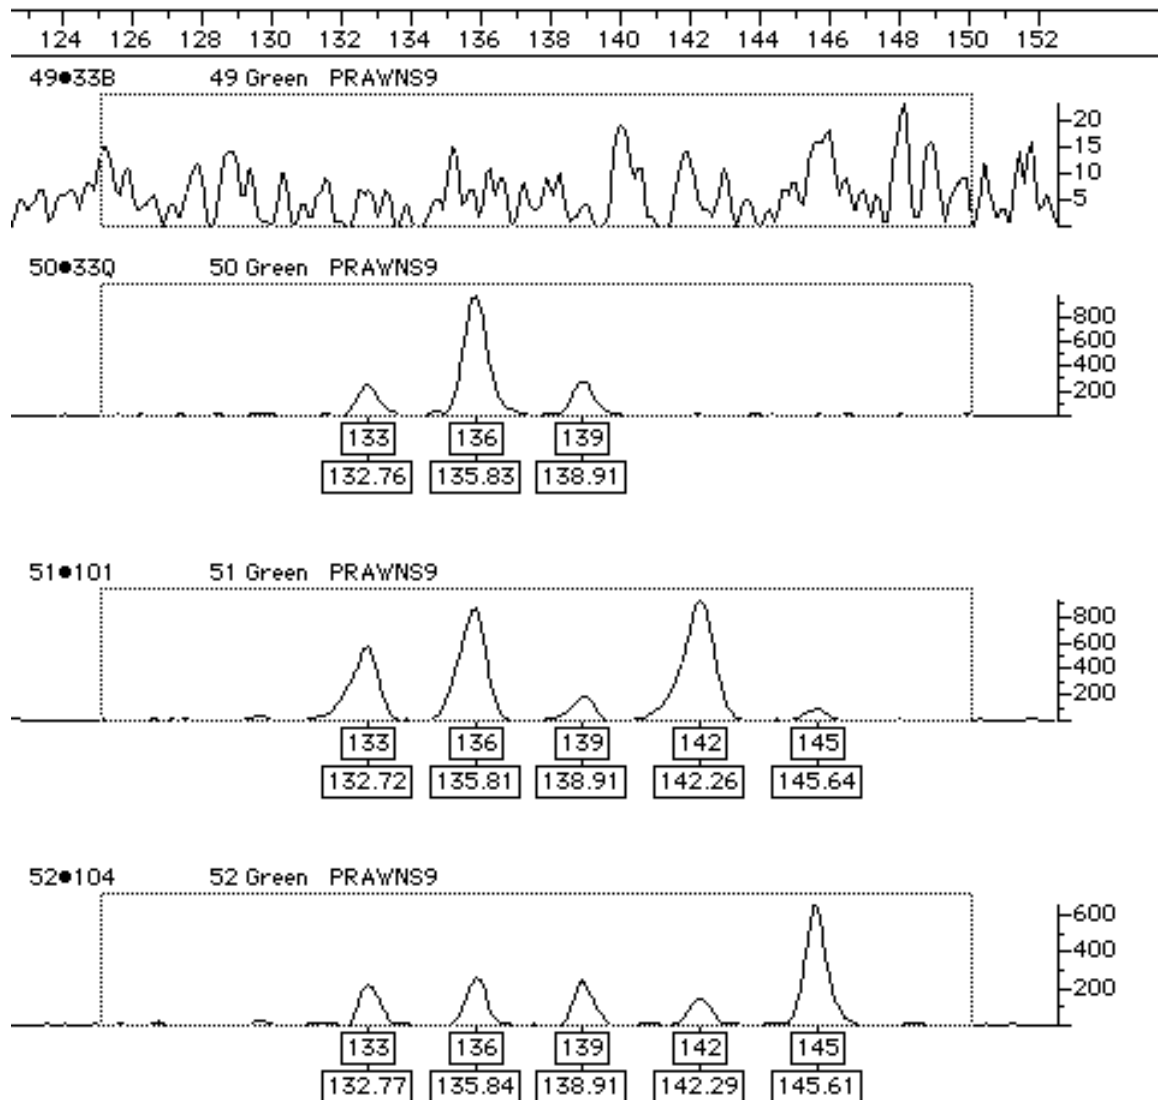 124 126 128 130 132 134 136 138 140 142 144 146 148 150 152
49●33B 49 Green PRAWNS9
20
15
10
5
50●33Q 50 Green PRAWNS9
800
600
400
200
133 136 139
132.76 135.83 138.91
51●101 51 Green PRAWNS9
800
600
400
200
133 136 139 142 145
132.72 135.81 138.91 142.26 145.64
52●104 52 Green PRAWNS9
600
400
200
133 136 139 142 145
132.77 135.84 138.91 142.29 145.61